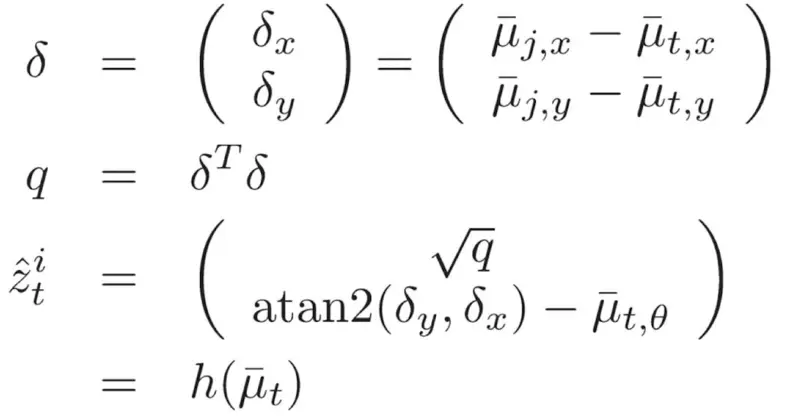 δ = ( δ_x δ_y ) = ( μ̄_{j,x} − μ̄_{t,x} μ̄_{j,y} − μ̄_{t,y} )
q = δ^T δ
ẑ_t^i = ( √q atan2(δ_y, δ_x) − μ̄_{t,θ} )
= h(μ̄_t)